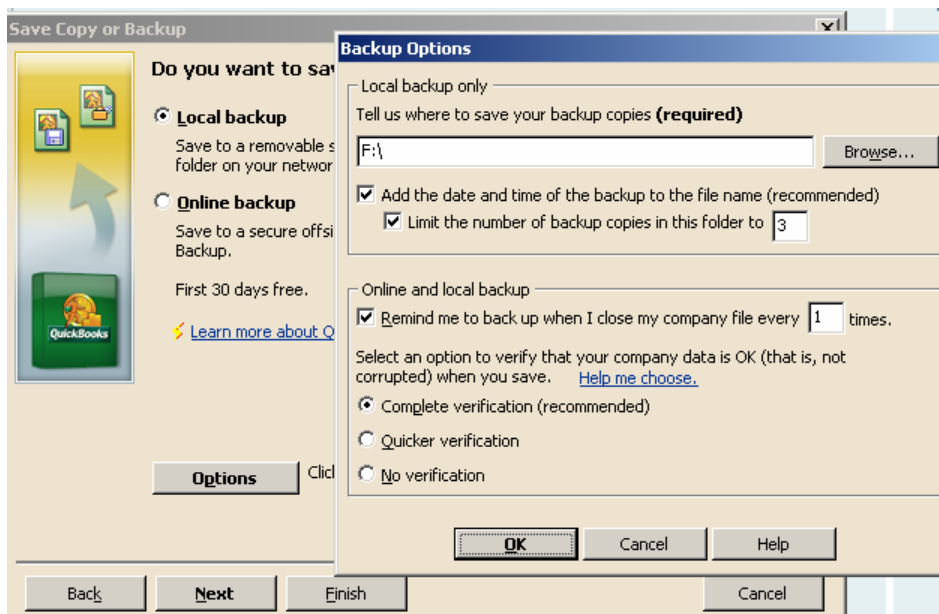 Save Copy or Backup
Do you want to sa
Local backup
Save to a removable s
folder on your networ
Online backup
Save to a secure offsi
Backup.
First 30 days free.
Learn more about Q
QuickBooks
Options
Clic
Back
Next
Finish
Cancel
Backup Options
Local backup only
Tell us where to save your backup copies (required)
F:\
Browse...
Add the date and time of the backup to the file name (recommended)
Limit the number of backup copies in this folder to 3
Online and local backup
Remind me to back up when I close my company file every 1 times.
Select an option to verify that your company data is OK (that is, not
corrupted) when you save. Help me choose.
Complete verification (recommended)
Quicker verification
No verification
OK
Cancel
Help